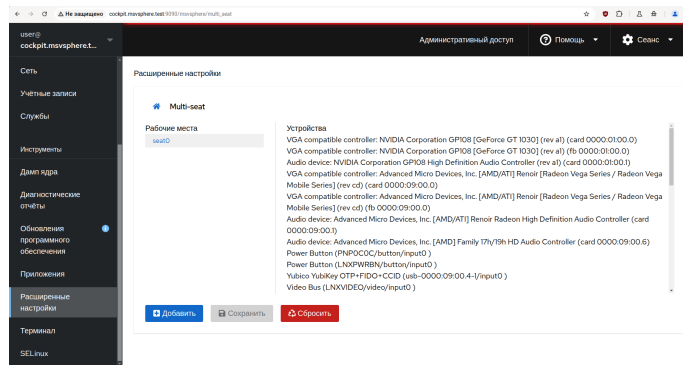 Не защищено cockpit.msvsphere.test:9090/msvsphere/multi_seat
user@
cockpit.msvsphere.t...
Административный доступ
Помощь
Сеанс
Сеть
Учётные записи
Службы
Инструменты
Дамп ядра
Диагностические
отчёты
Обновления
программного
обеспечения
Приложения
Расширенные
настройки
Терминал
SELinux
Расширенные настройки
Multi-seat
Рабочие места
seat0
Устройства
VGA compatible controller: NVIDIA Corporation GP108 [GeForce GT 1030] (rev a1) (card 0000:01:00.0)
VGA compatible controller: NVIDIA Corporation GP108 [GeForce GT 1030] (rev a1) (fb 0000:01:00.0)
Audio device: NVIDIA Corporation GP108 High Definition Audio Controller (rev a1) (card 0000:01:00.1)
VGA compatible controller: Advanced Micro Devices, Inc. [AMD/ATI] Renoir [Radeon Vega Series / Radeon Vega
Mobile Series] (rev cd) (card 0000:09:00.0)
VGA compatible controller: Advanced Micro Devices, Inc. [AMD/ATI] Renoir [Radeon Vega Series / Radeon Vega
Mobile Series] (rev cd) (fb 0000:09:00.0)
Audio device: Advanced Micro Devices, Inc. [AMD/ATI] Renoir Radeon High Definition Audio Controller (card
0000:09:00.1)
Audio device: Advanced Micro Devices, Inc. [AMD] Family 17h/19h HD Audio Controller (card 0000:09:00.6)
Power Button (PNP0C0C/button/input0 )
Power Button (LNXPWRBN/button/input0 )
Yubico YubiKey OTP+FIDO+CCID (usb-0000:09:00.4-1/input0 )
Video Bus (LNXVIDEO/video/input0 )
Добавить
Сохранить
Сбросить